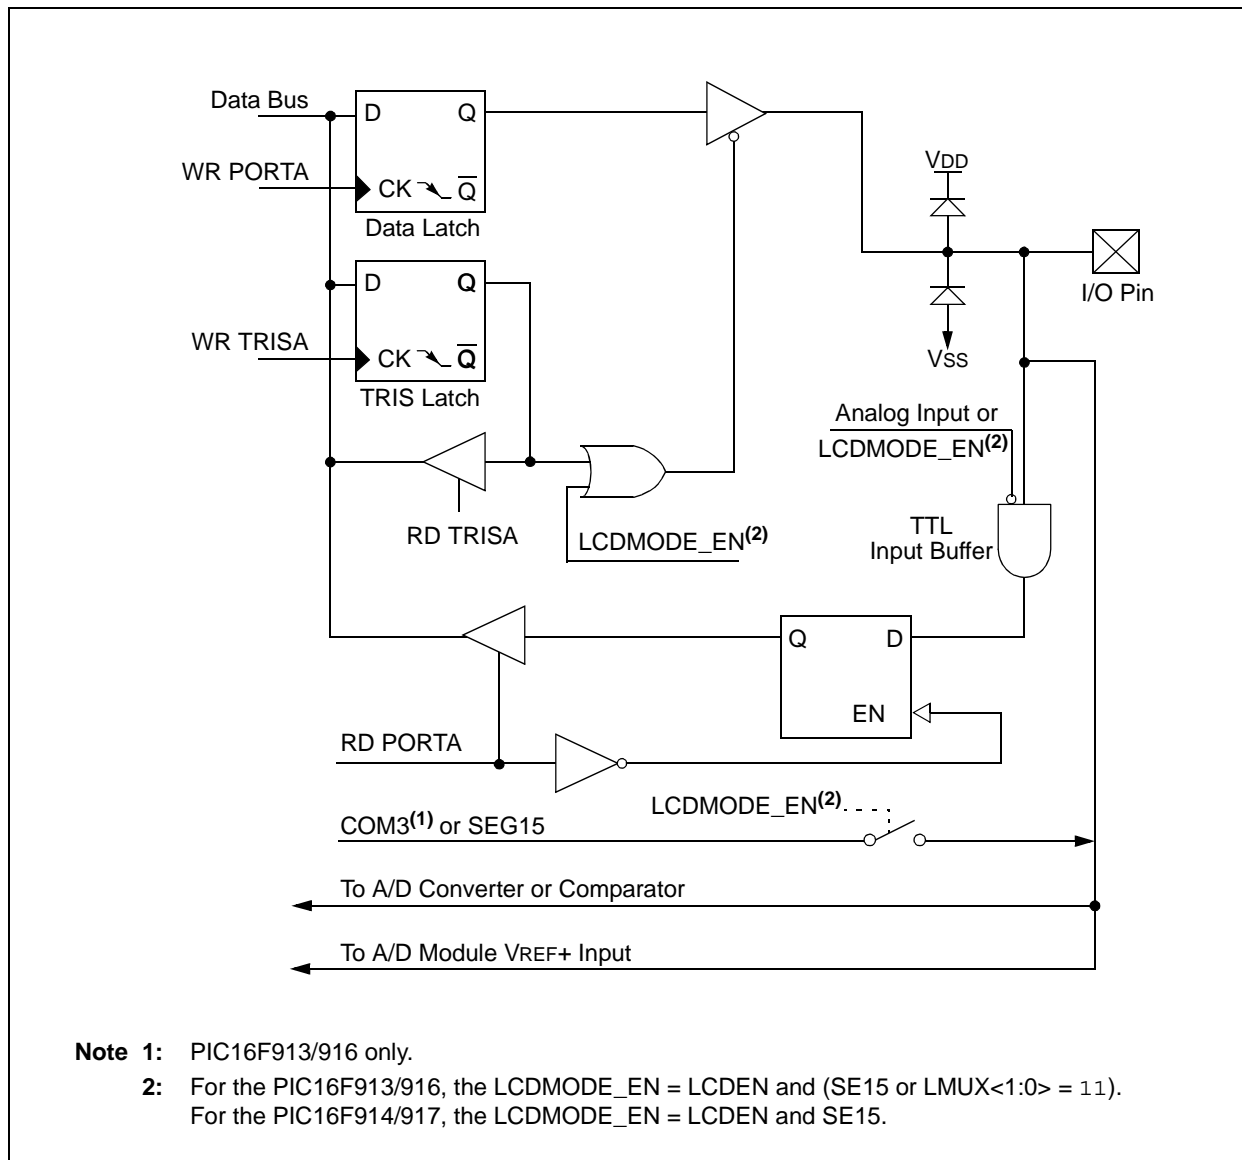 Data Bus
D Q
WR PORTA
CK Q
Data Latch
VDD
I/O Pin
VSS
D Q
WR TRISA
CK Q
TRIS Latch
Analog Input or
LCDMODE_EN(2)
RD TRISA
LCDMODE_EN(2)
TTL
Input Buffer
Q D
EN
RD PORTA
LCDMODE_EN(2)
COM3(1) or SEG15
To A/D Converter or Comparator
To A/D Module VREF+ Input
Note 1: PIC16F913/916 only.
2: For the PIC16F913/916, the LCDMODE_EN = LCDEN and (SE15 or LMUX<1:0> = 11).
For the PIC16F914/917, the LCDMODE_EN = LCDEN and SE15.